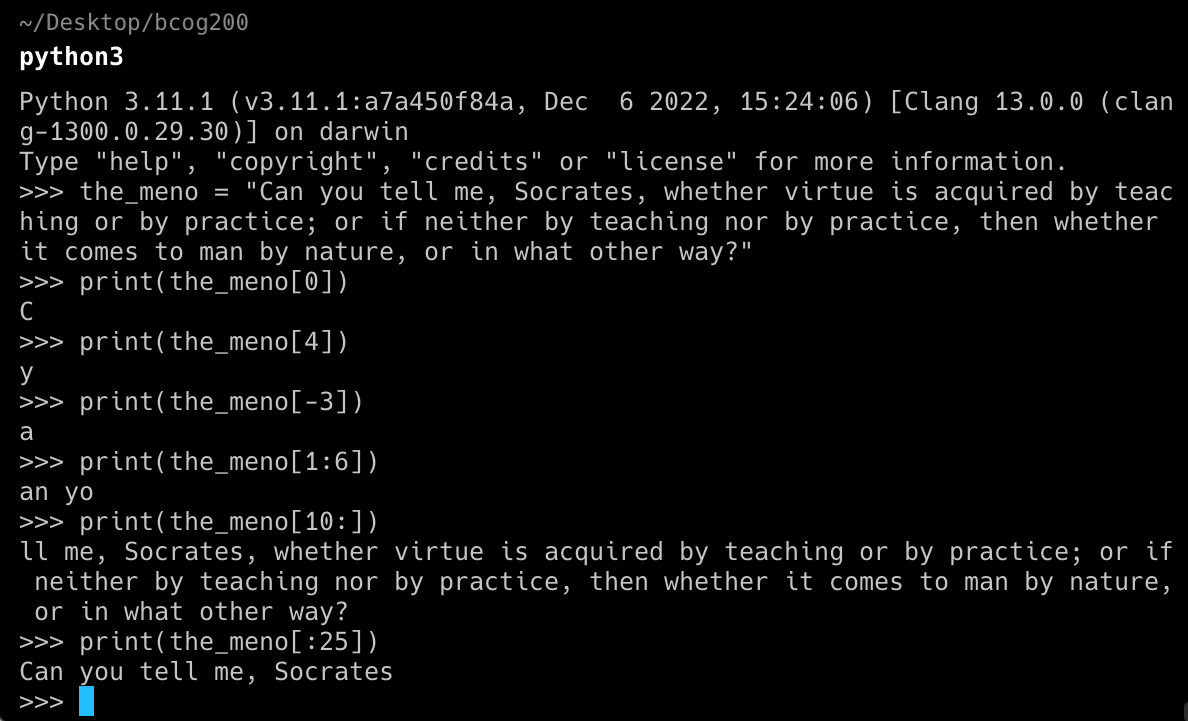 ~/Desktop/bcog200
python3
Python 3.11.1 (v3.11.1:a7a450f84a, Dec  6 2022, 15:24:06) [Clang 13.0.0 (clan
g-1300.0.29.30)] on darwin
Type "help", "copyright", "credits" or "license" for more information.
>>> the_meno = "Can you tell me, Socrates, whether virtue is acquired by teac
hing or by practice; or if neither by teaching nor by practice, then whether
it comes to man by nature, or in what other way?"
>>> print(the_meno[0])
C
>>> print(the_meno[4])
y
>>> print(the_meno[-3])
a
>>> print(the_meno[1:6])
an yo
>>> print(the_meno[10:])
ll me, Socrates, whether virtue is acquired by teaching or by practice; or if
 neither by teaching nor by practice, then whether it comes to man by nature,
 or in what other way?
>>> print(the_meno[:25])
Can you tell me, Socrates
>>>